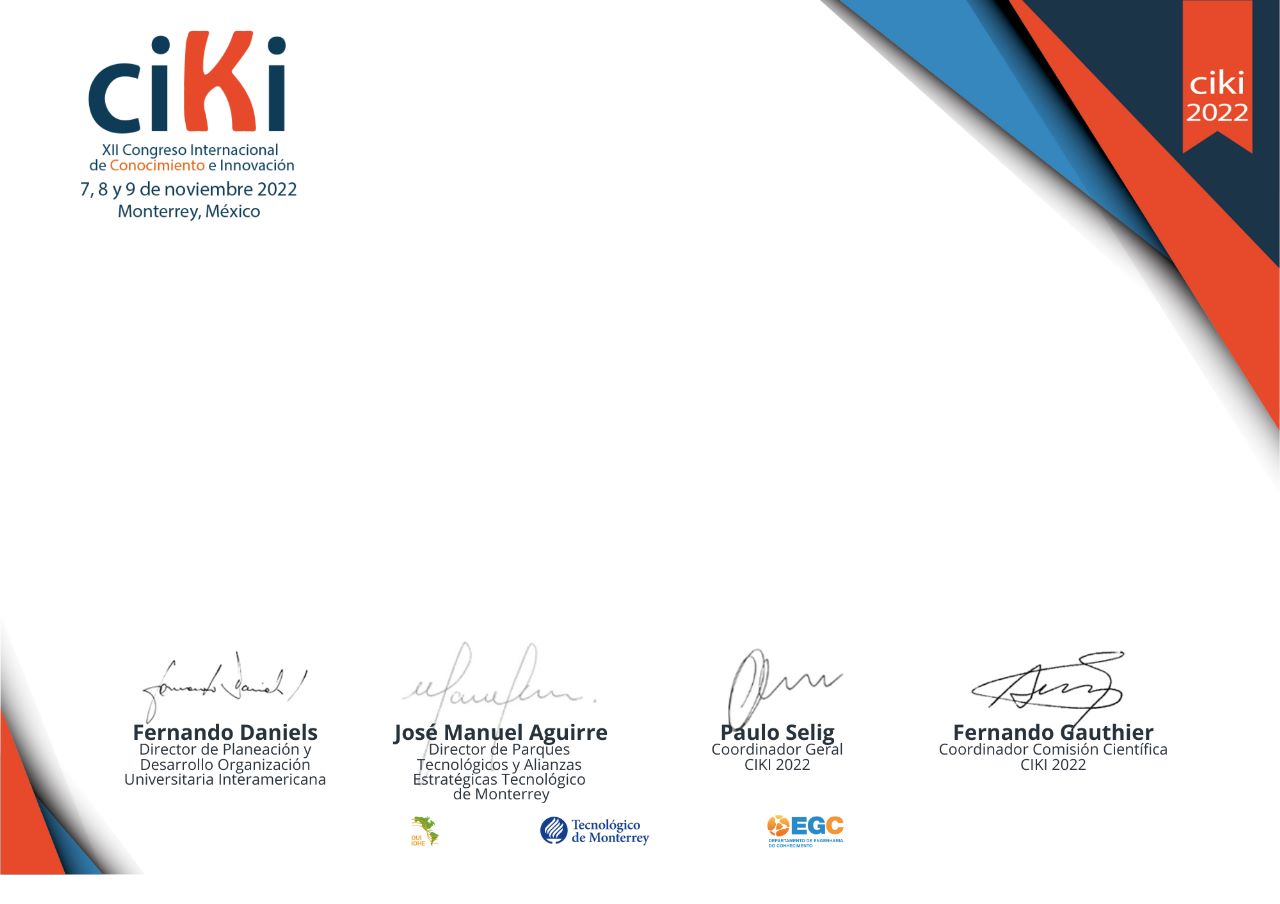 ciKi
XII Congreso Internacional
de Conocimiento e Innovación
7, 8 y 9 de noviembre 2022
Monterrey, México
ciki
2022
Fernando Daniels
Director de Planeación y
Desarrollo Organización
Universitaria Interamericana
José Manuel Aguirre
Director de Parques
Tecnológicos y Alianzas
Estratégicas Tecnológico
de Monterrey
Paulo Selig
Coordinador Geral
CIKI 2022
Fernando Gauthier
Coordinador Comisión Científica
CIKI 2022
OUI
IOHE
Tecnológico
de Monterrey
EGC
DEPARTAMENTO DE ENGENHARIA
DO CONHECIMENTO